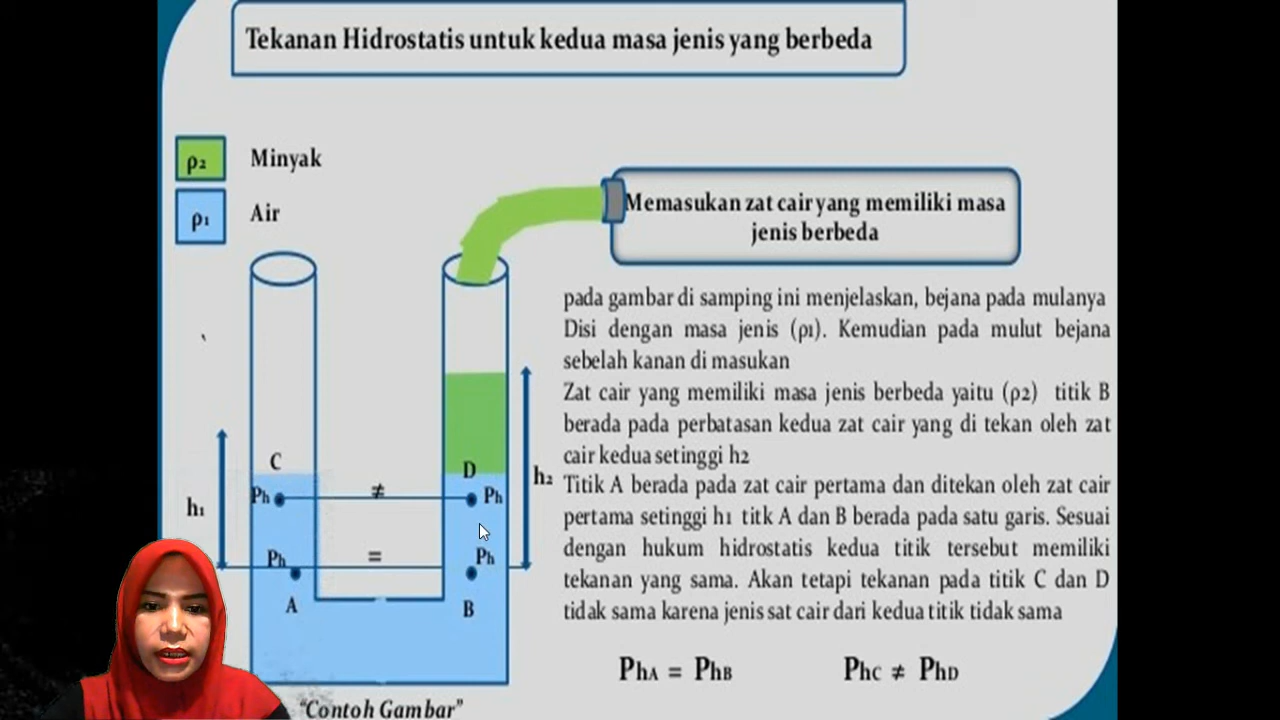 Tekanan Hidrostatis untuk kedua masa jenis yang berbeda
ρ2 Minyak
ρ1 Air
Memasukan zat cair yang memiliki masa
jenis berbeda
pada gambar di samping ini menjelaskan, bejana pada mulanya
Disi dengan masa jenis (ρ1). Kemudian pada mulut bejana
sebelah kanan di masukan
Zat cair yang memiliki masa jenis berbeda yaitu (ρ2) titik B
berada pada perbatasan kedua zat cair yang di tekan oleh zat
cair kedua setinggi h2
Titik A berada pada zat cair pertama dan ditekan oleh zat cair
pertama setinggi h1 titk A dan B berada pada satu garis. Sesuai
dengan hukum hidrostatis kedua titik tersebut memiliki
tekanan yang sama. Akan tetapi tekanan pada titik C dan D
tidak sama karena jenis sat cair dari kedua titik tidak sama
PhA = PhB
PhC ≠ PhD
C
D
Ph ≠ Ph
h1
h2
Ph = Ph
A
B
"Contoh Gambar"